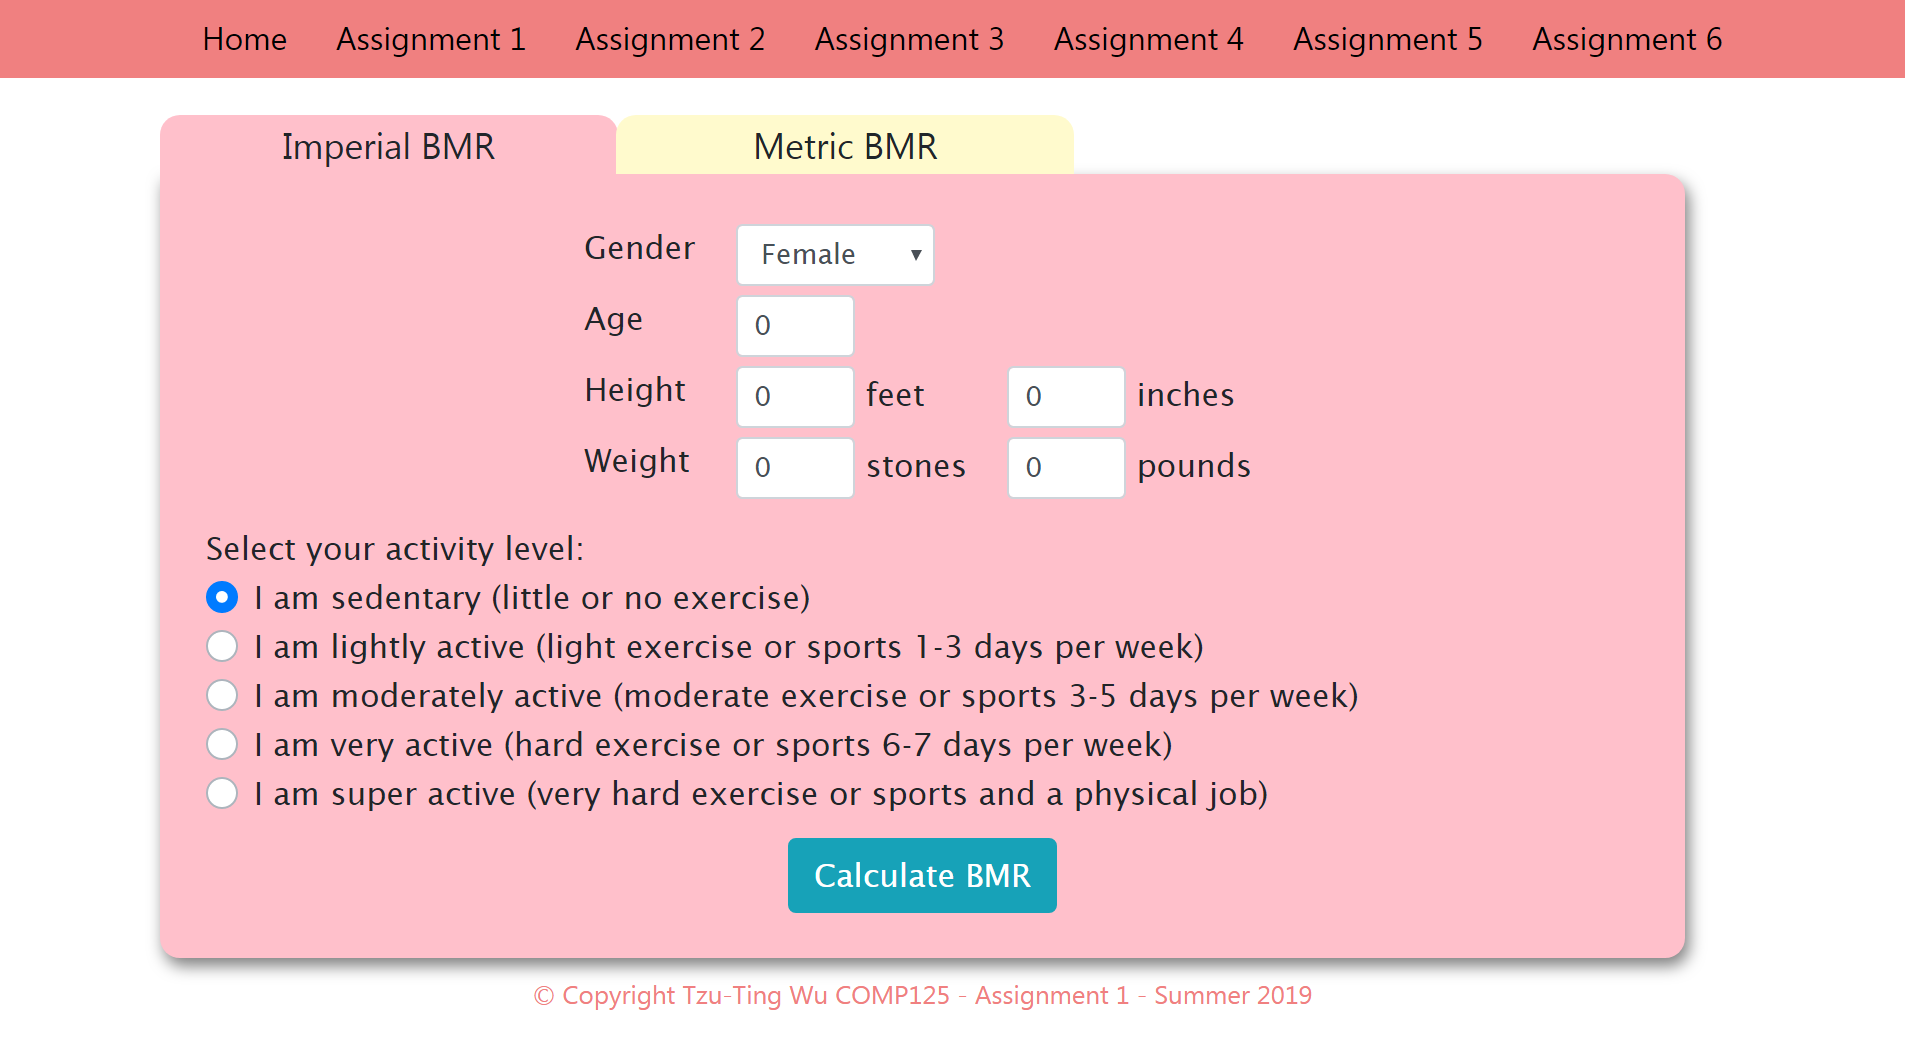 Home Assignment 1 Assignment 2 Assignment 3 Assignment 4 Assignment 5 Assignment 6
Imperial BMR Metric BMR
Gender Female
Age 0
Height 0 feet 0 inches
Weight 0 stones 0 pounds
Select your activity level:
I am sedentary (little or no exercise)
I am lightly active (light exercise or sports 1-3 days per week)
I am moderately active (moderate exercise or sports 3-5 days per week)
I am very active (hard exercise or sports 6-7 days per week)
I am super active (very hard exercise or sports and a physical job)
Calculate BMR
© Copyright Tzu-Ting Wu COMP125 - Assignment 1 - Summer 2019